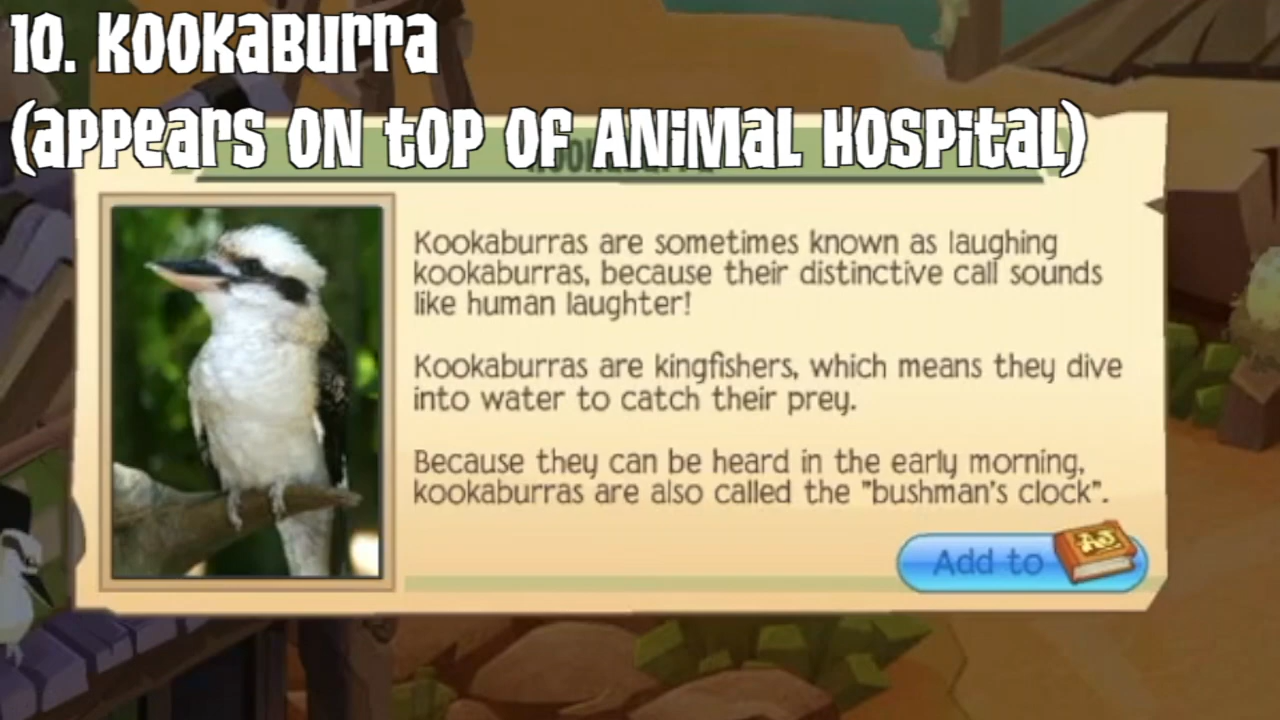 10. Kookaburra
(appears on top of Animal Hospital)
Kookaburras are sometimes known as laughing
kookaburras, because their distinctive call sounds
like human laughter!
Kookaburras are kingfishers, which means they dive
into water to catch their prey.
Because they can be heard in the early morning,
kookaburras are also called the "bushman's clock".
Add to AJ